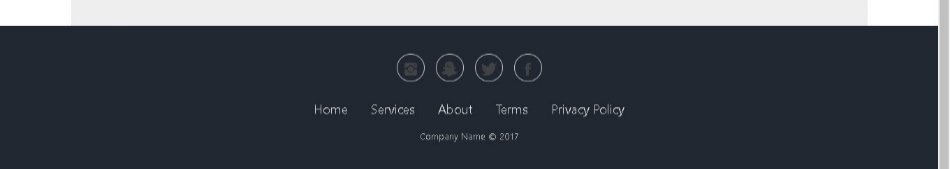 Home Services About Terms Privacy Policy
Company Name © 2017